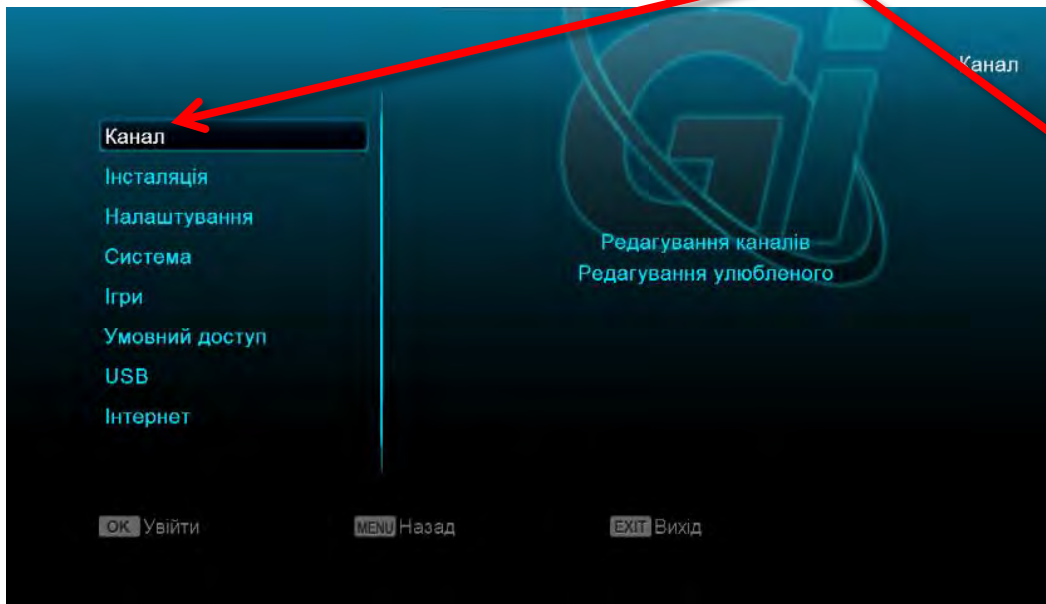 Канал
Канал
Інсталяція
Налаштування
Система
Ігри
Умовний доступ
USB
Інтернет
Редагування каналів
Редагування улюбленого
Gi
OK Увійти
MENU Назад
EXIT Вихід